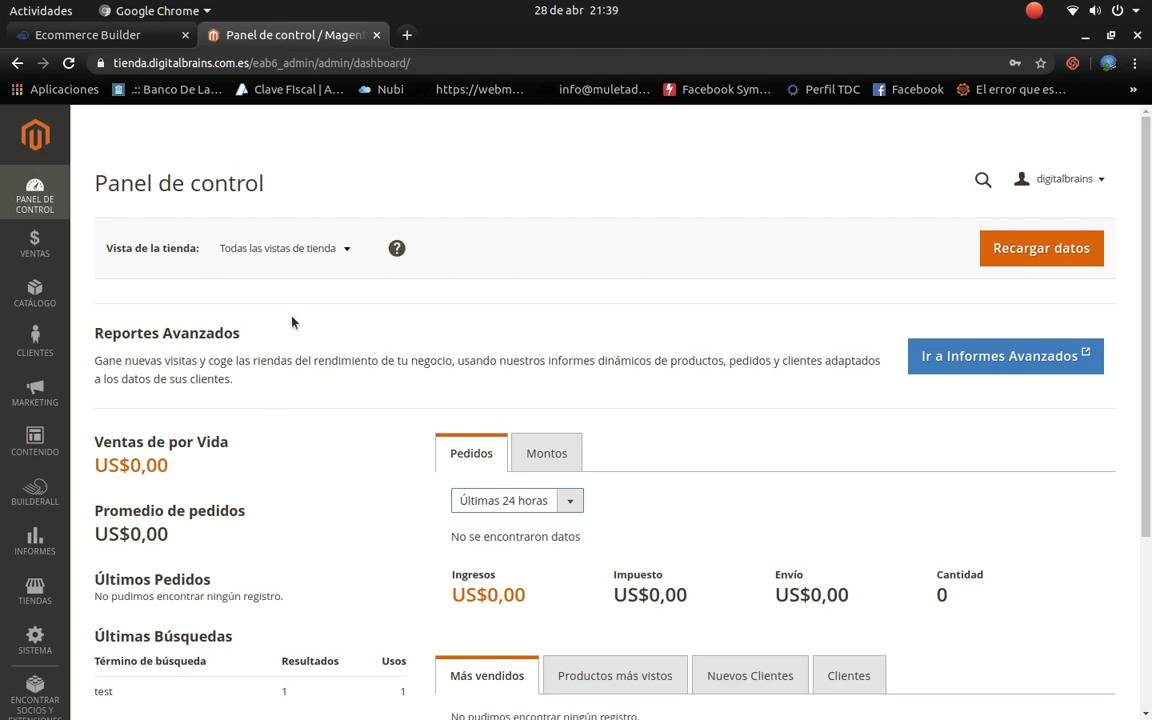 Actividades
Google Chrome
28 de abr 21:39
Ecommerce Builder
Panel de control / Magen
tienda.digitalbrains.com.es/eab6_admin/admin/dashboard/
Aplicaciones
.:: Banco De La...
Clave FIscal | A...
Nubi
https://webm...
info@muletad...
Facebook Sym...
Perfil TDC
Facebook
El error que es...
»
PANEL DE
CONTROL
VENTAS
CATÁLOGO
CLIENTES
MARKETING
CONTENIDO
BUILDERALL
INFORMES
TIENDAS
SISTEMA
ENCONTRAR
SOCIOS Y
EXTENSIONES
Panel de control
digitalbrains
Vista de la tienda:
Todas las vistas de tienda
?
Recargar datos
Reportes Avanzados
Gane nuevas visitas y coge las riendas del rendimiento de tu negocio, usando nuestros informes dinámicos de productos, pedidos y clientes adaptados
a los datos de sus clientes.
Ir a Informes Avanzados
Ventas de por Vida
US$0,00
Promedio de pedidos
US$0,00
Últimos Pedidos
No pudimos encontrar ningún registro.
Últimas Búsquedas
Término de búsqueda Resultados Usos
test 1 1
Pedidos
Montos
Últimas 24 horas
No se encontraron datos
Ingresos Impuesto Envío Cantidad
US$0,00 US$0,00 US$0,00 0
Más vendidos
Productos más vistos
Nuevos Clientes
Clientes
No pudimos encontrar ningún registro.